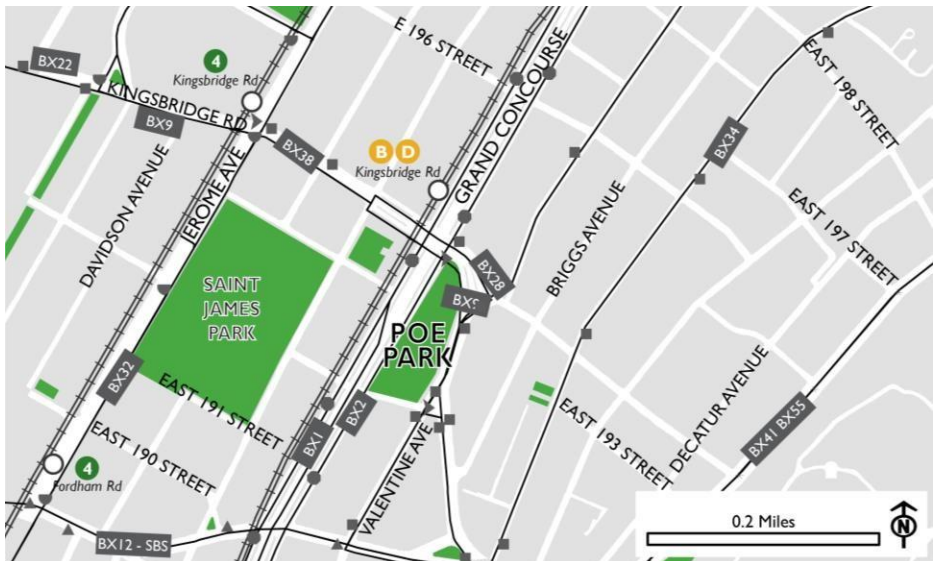 E 196 STREET
4
Kingsbridge Rd
BX22
KINGSBRIDGE RD
BX9
BX38
B D
Kingsbridge Rd
GRAND CONCOURSE
EAST 198 STREET
BX34
DAVIDSON AVENUE
JEROME AVE
BRIGGS AVENUE
EAST 197 STREET
SAINT
JAMES
PARK
BX28
BX9
POE
PARK
BX32
EAST 191 STREET
EAST 190 STREET
BX1
BX2
VALENTINE AVE
EAST 193 STREET
DECATUR AVENUE
BX41 BX55
4
Fordham Rd
BX12 - SBS
0.2 Miles
N